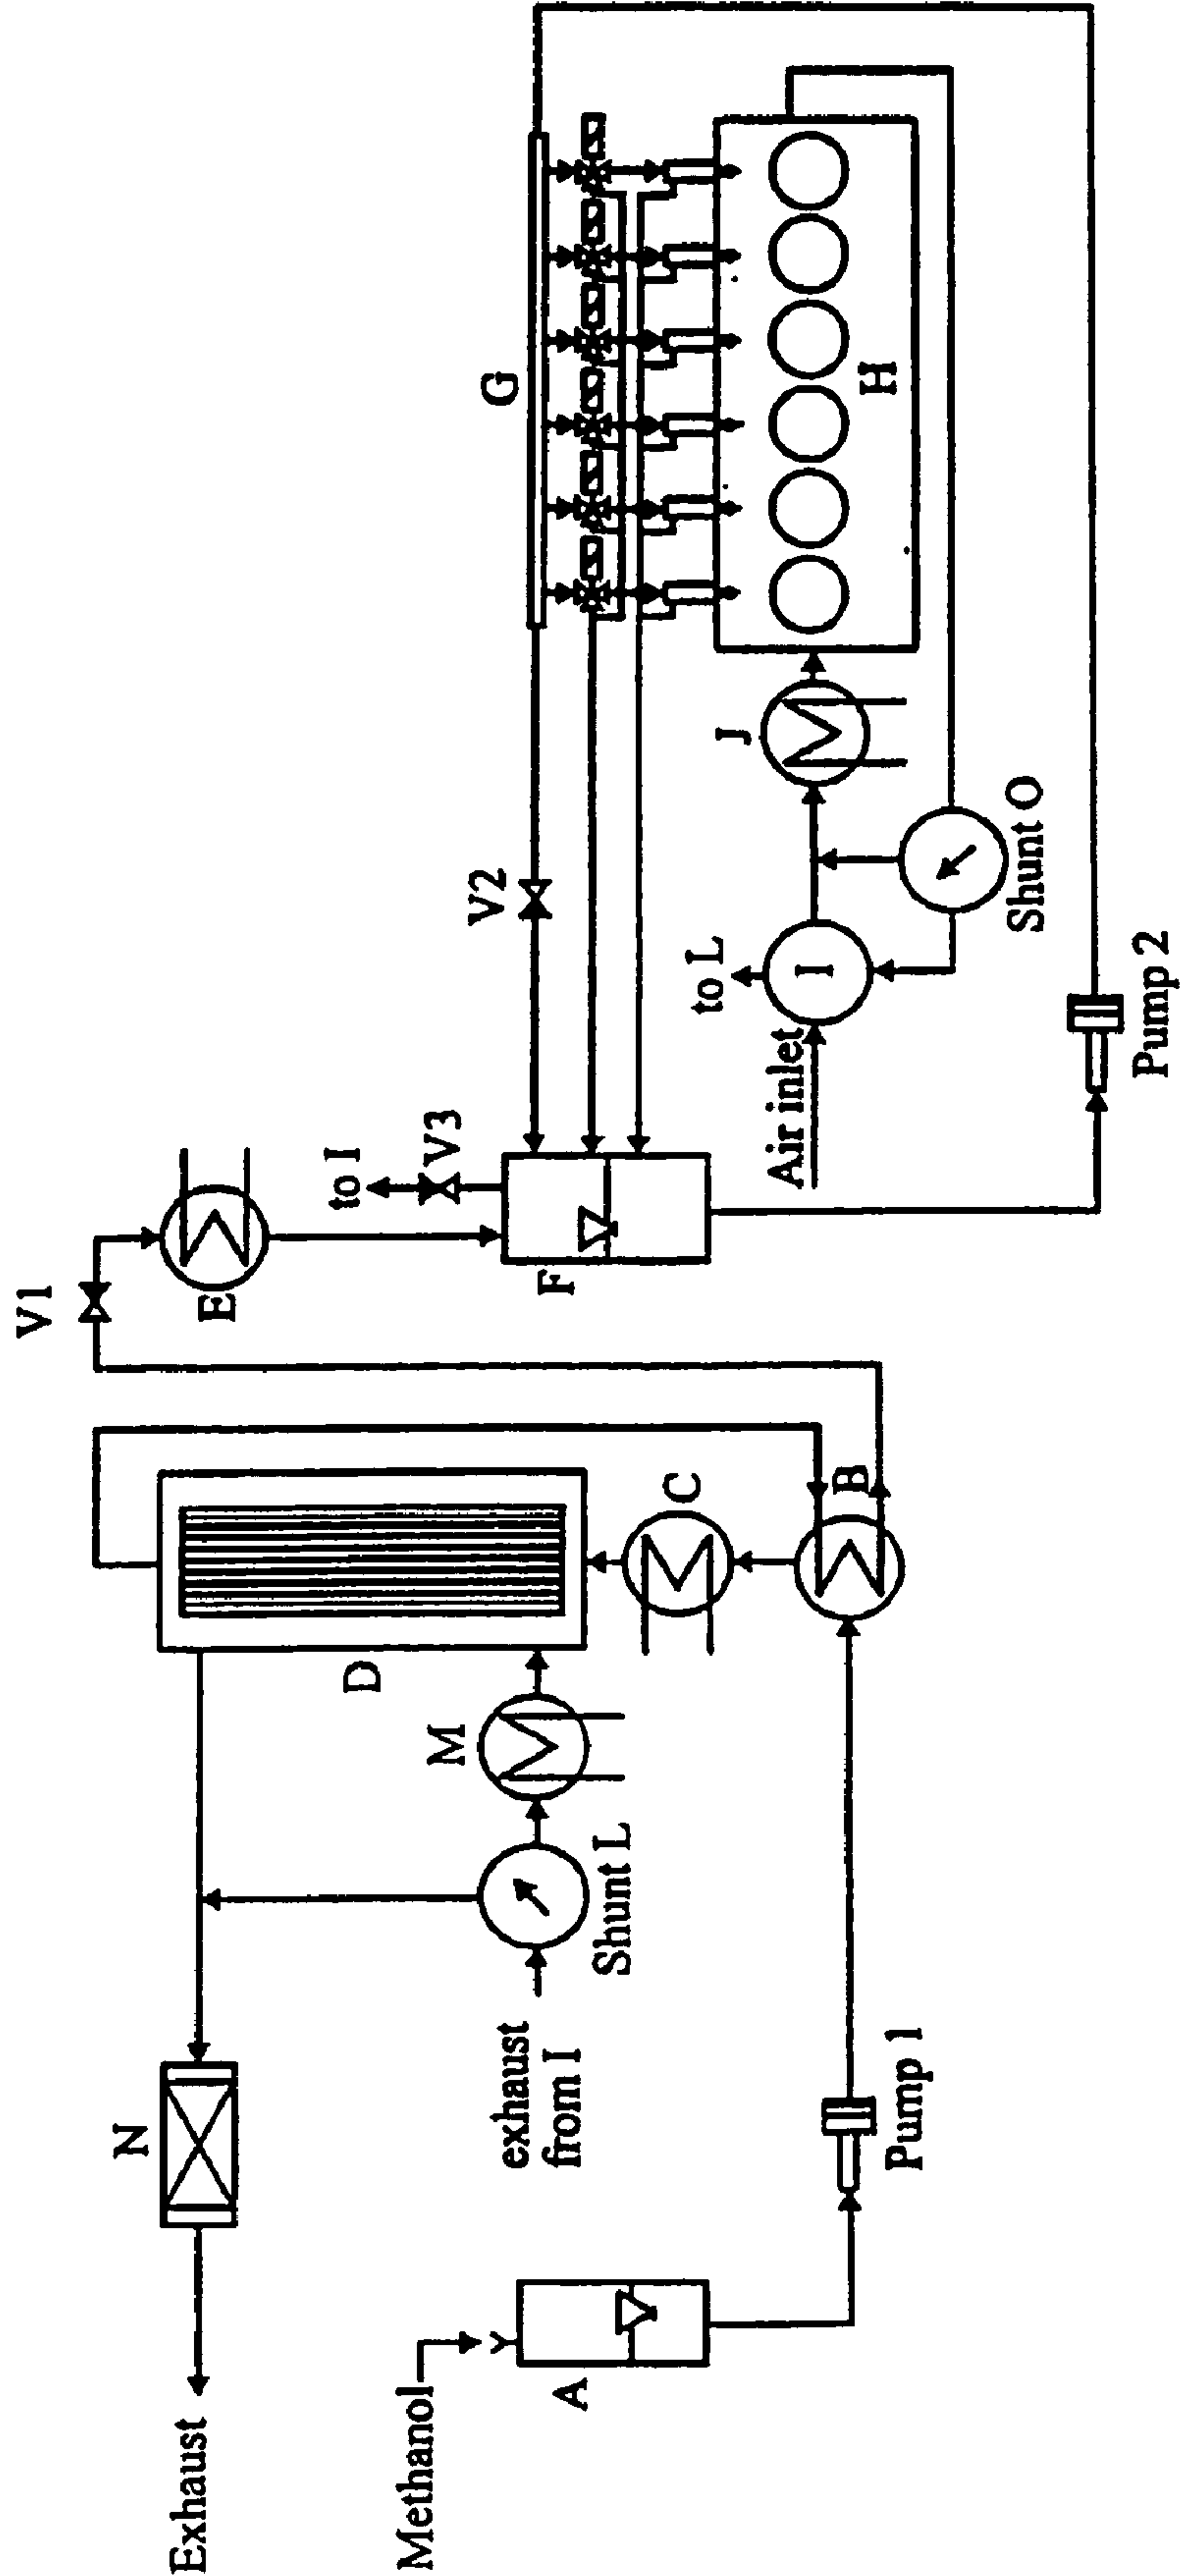 Exhaust
N
Methanol
A
exhaust
from I
Shunt L
M
D
Pump 1
C
B
V1
E
F
to I
V3
V2
G
to L
Air inlet
I
J
H
Shunt O
Pump 2